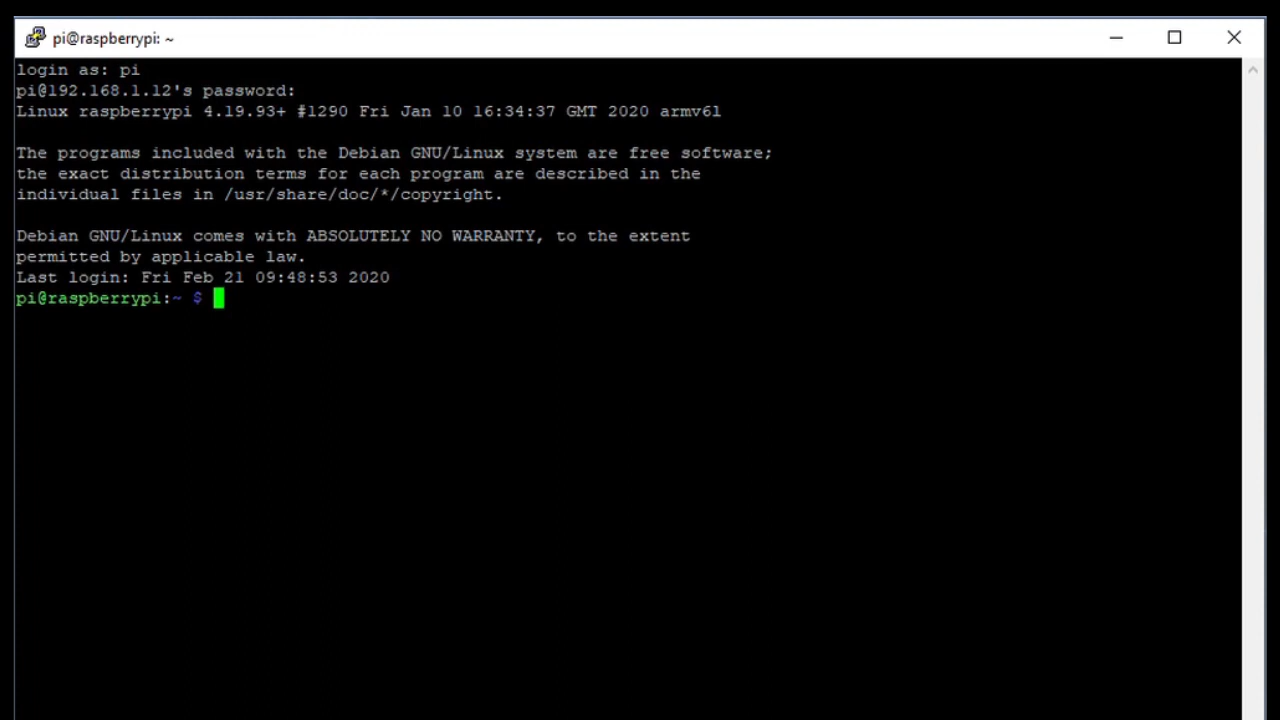 pi@raspberrypi: ~
login as: pi
pi@192.168.1.12's password:
Linux raspberrypi 4.19.93+ #1290 Fri Jan 10 16:34:37 GMT 2020 armv6l
The programs included with the Debian GNU/Linux system are free software;
the exact distribution terms for each program are described in the
individual files in /usr/share/doc/*/copyright.
Debian GNU/Linux comes with ABSOLUTELY NO WARRANTY, to the extent
permitted by applicable law.
Last login: Fri Feb 21 09:48:53 2020
pi@raspberrypi:~ $